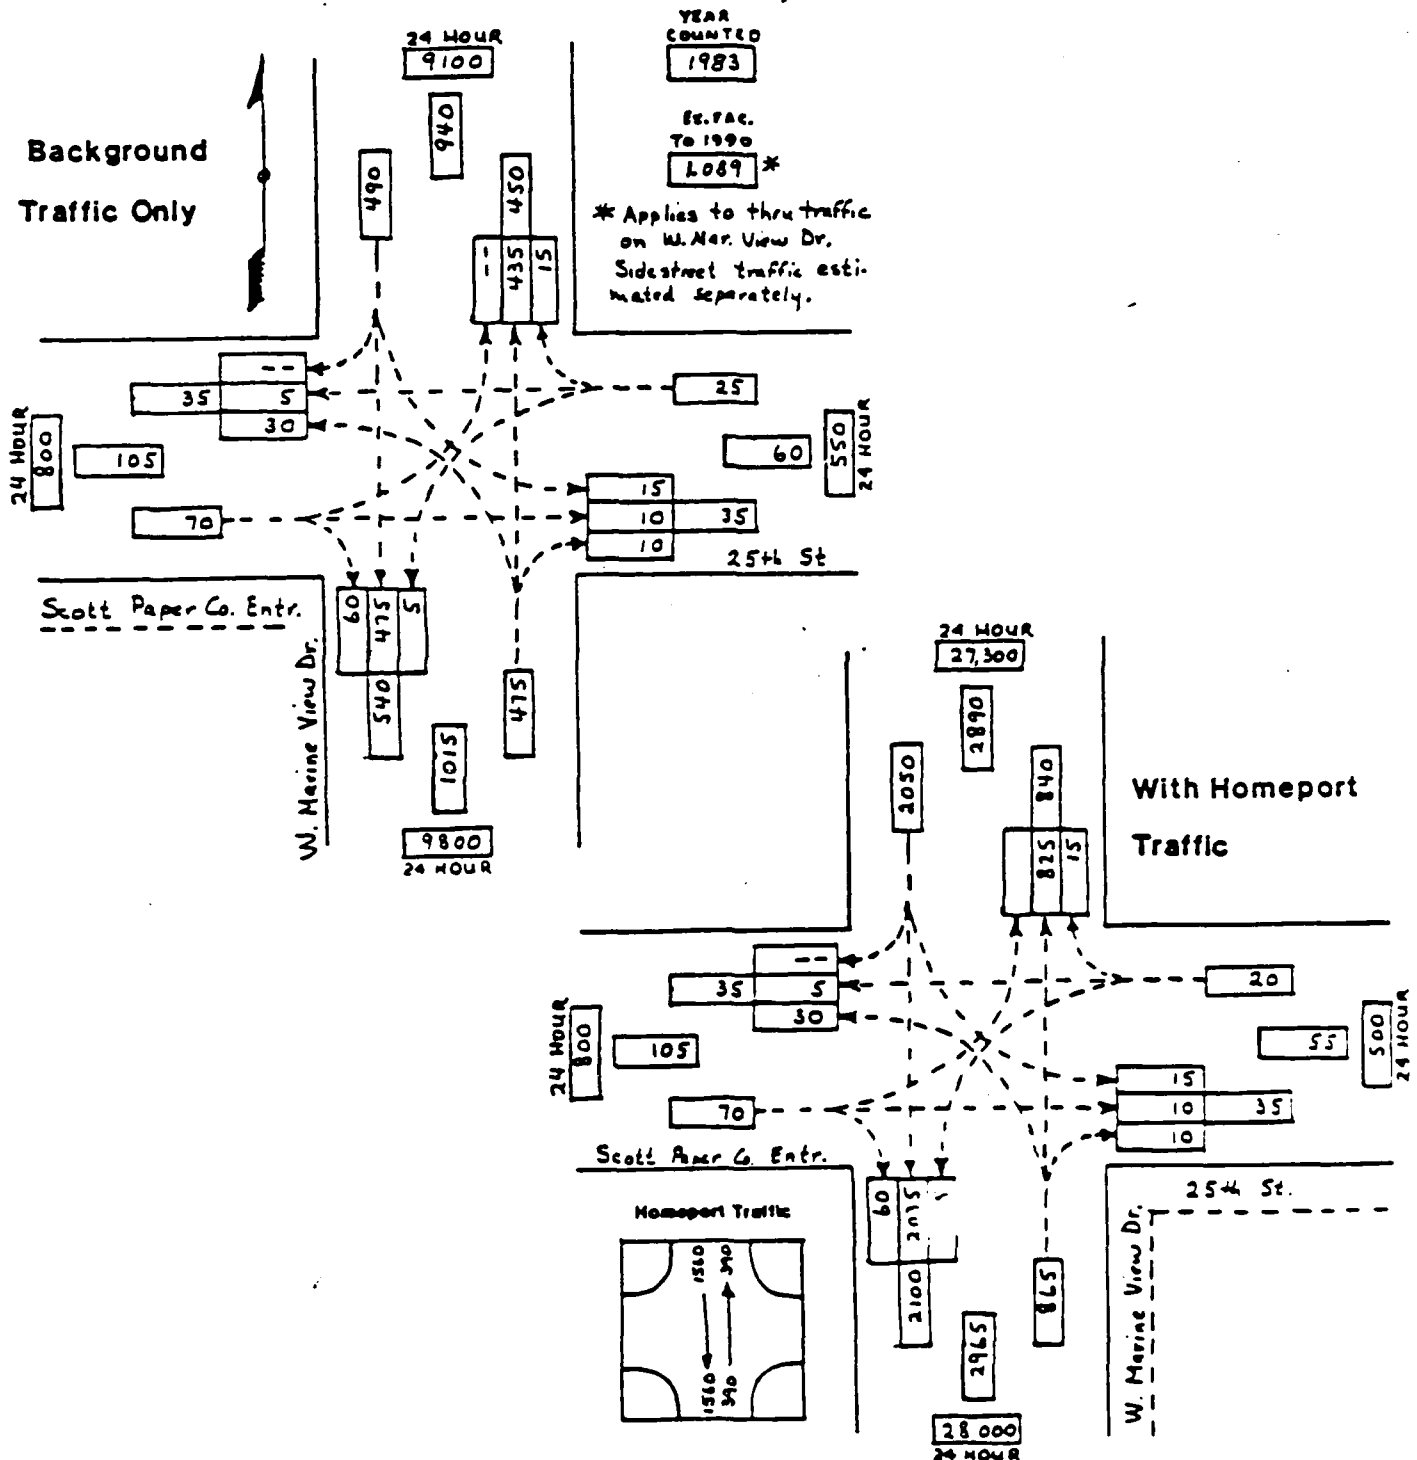 YEAR
COUNTED
1983
EX. FAC.
TO 1990
1.089 *
* Applies to thru traffic
on W. Mar. View Dr.
Sidestreet traffic esti-
mated separately.
Background
Traffic Only
24 HOUR
9100
940
490
450
--
435
15
--
35
5
30
25
24 HOUR
800
105
60
550
24 HOUR
70
15
10
35
10
25th St
Scott Paper Co. Entr.
W. Marine View Dr.
60
475
5
540
475
1015
9800
24 HOUR
With Homeport
Traffic
24 HOUR
27,300
2890
2050
840
825
15
--
35
5
30
20
24 HOUR
800
105
55
500
24 HOUR
70
15
10
35
10
Scott Paper Co. Entr.
25th St.
W. Marine View Dr.
60
2035
2100
865
2965
28000
24 HOUR
Homeport Traffic
1560
390
1560
390